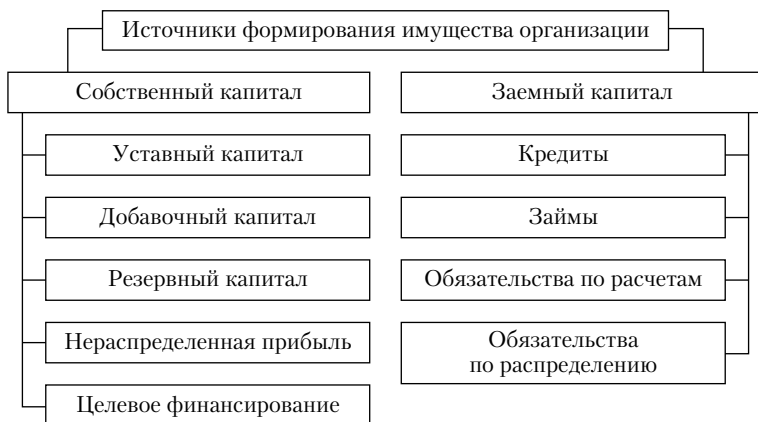 Источники формирования имущества организации
Собственный капитал
Заемный капитал
Уставный капитал
Кредиты
Добавочный капитал
Займы
Резервный капитал
Обязательства по расчетам
Нераспределенная прибыль
Обязательства
по распределению
Целевое финансирование